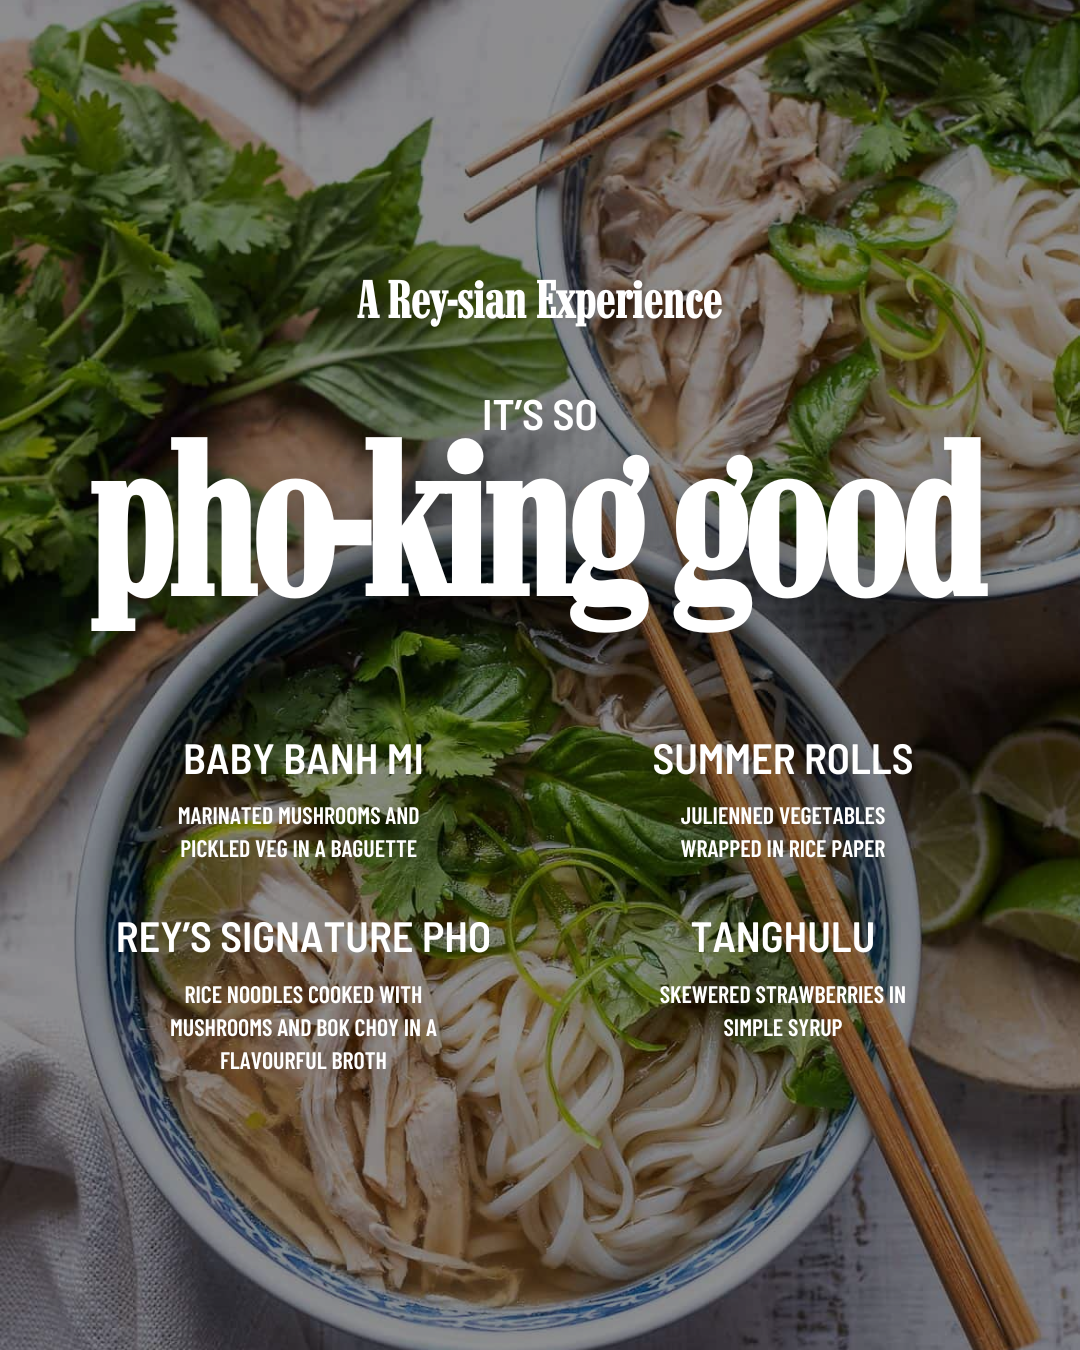 A Rey-sian Experience
IT'S SO
pho-king good
BABY BANH MI
MARINATED MUSHROOMS AND
PICKLED VEG IN A BAGUETTE
SUMMER ROLLS
JULIENNED VEGETABLES
WRAPPED IN RICE PAPER
REY'S SIGNATURE PHO
RICE NOODLES COOKED WITH
MUSHROOMS AND BOK CHOY IN A
FLAVOURFUL BROTH
TANGHULU
SKEWERED STRAWBERRIES IN
SIMPLE SYRUP